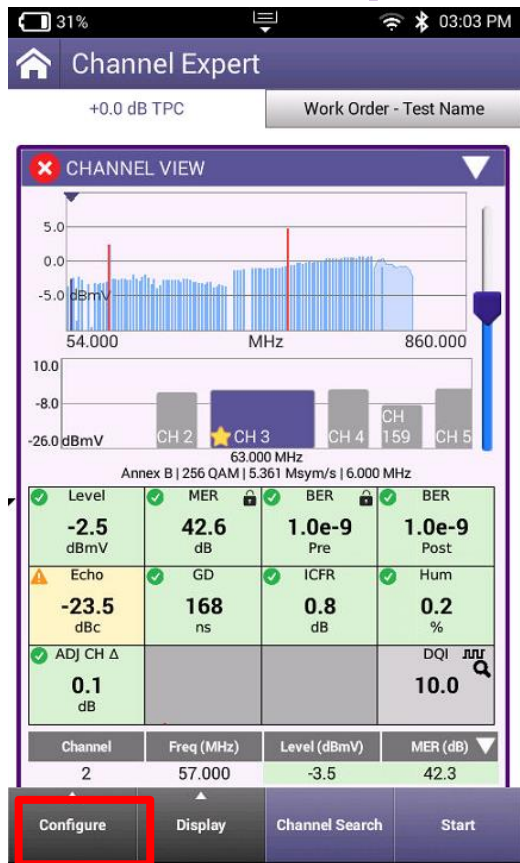 31% 03:03 PM
Channel Expert
+0.0 dB TPC Work Order - Test Name
CHANNEL VIEW
5.0
0.0
-5.0 dBmV
54.000 MHz 860.000
10.0
-8.0
-26.0 dBmV
CH 2 CH 3 CH 4 CH 159 CH 5
63.000 MHz
Annex B | 256 QAM | 5.361 Msym/s | 6.000 MHz
Level MER BER BER
-2.5 42.6 1.0e-9 1.0e-9
dBmV dB Pre Post
Echo GD ICFR Hum
-23.5 168 0.8 0.2
dBc ns dB %
ADJ CH Δ DQI
0.1 10.0
dB
Channel Freq (MHz) Level (dBmV) MER (dB)
2 57.000 -3.5 42.3
Configure Display Channel Search Start